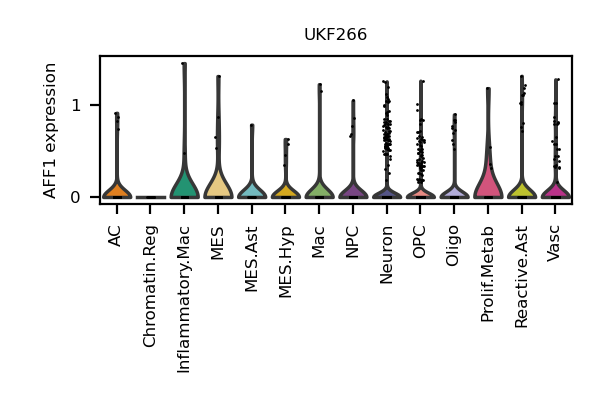 UKF266
AFF1 expression
1
0
AC
Chromatin.Reg
Inflammatory.Mac
MES
MES.Ast
MES.Hyp
Mac
NPC
Neuron
OPC
Oligo
Prolif.Metab
Reactive.Ast
Vasc